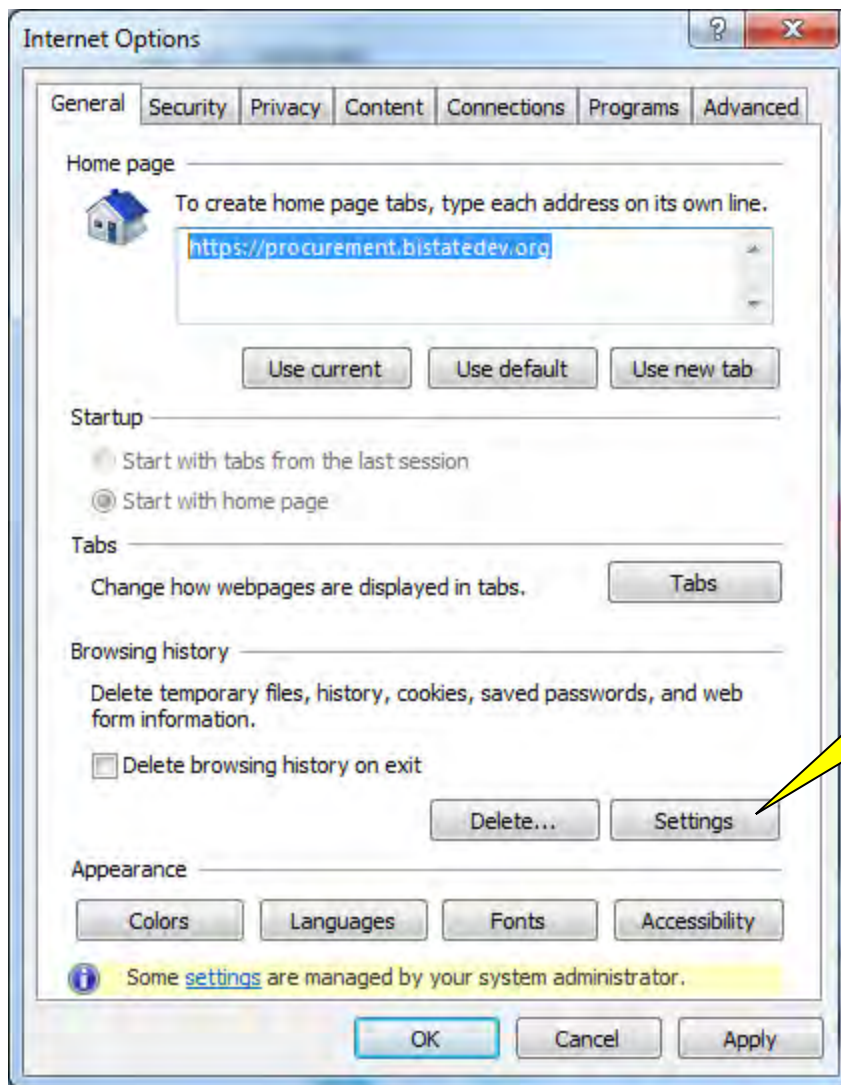 Internet Options
?
General Security Privacy Content Connections Programs Advanced
Home page
To create home page tabs, type each address on its own line.
https://procurement.bistatedev.org
Use current Use default Use new tab
Startup
Start with tabs from the last session
Start with home page
Tabs
Change how webpages are displayed in tabs. Tabs
Browsing history
Delete temporary files, history, cookies, saved passwords, and web
form information.
Delete browsing history on exit
Delete... Settings
Appearance
Colors Languages Fonts Accessibility
Some settings are managed by your system administrator.
OK Cancel Apply